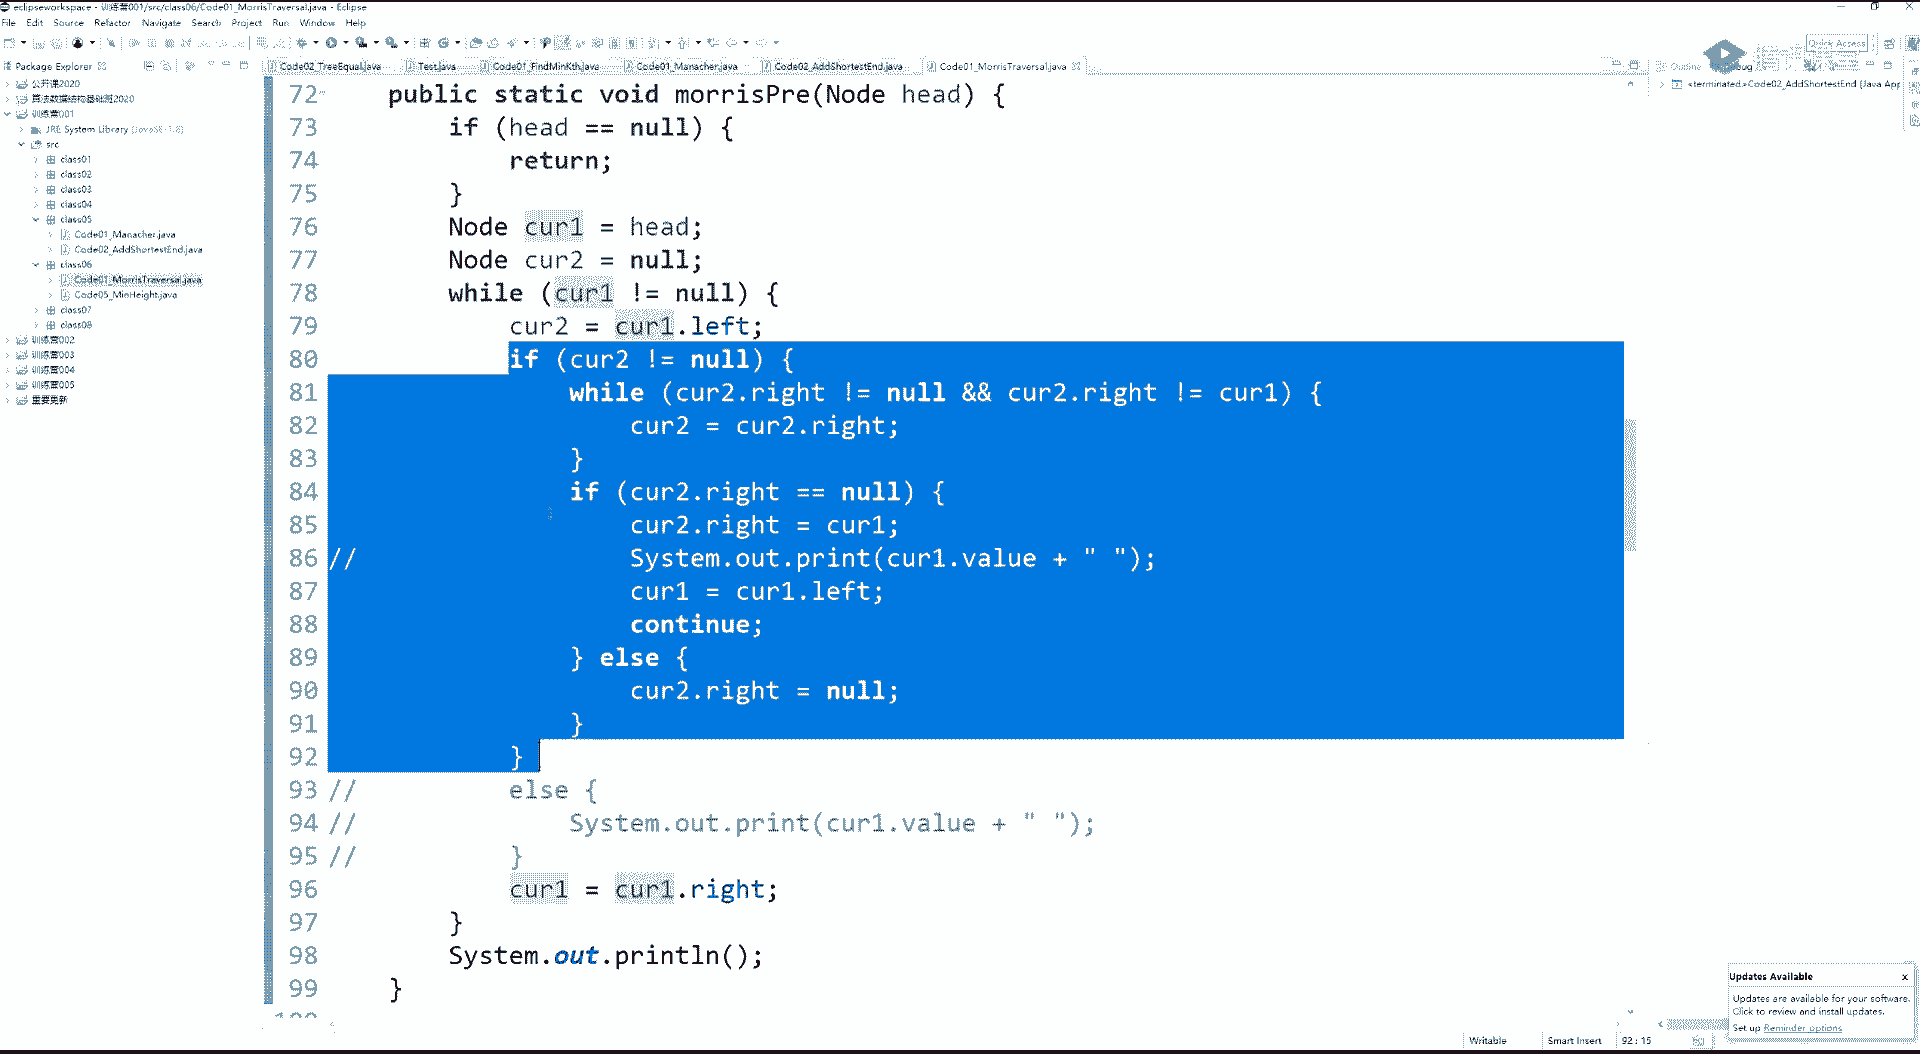 eclipseworkspace - 训练营001/src/class06/Code01_MorrisTraversal.java - Eclipse
File Edit Source Refactor Navigate Search Project Run Window Help
Quick Access
Package Explorer
Code02_TreeEqual.java Test.java Code01_FindMinKth.java Code01_Manacher.java Code02_AddShortestEnd.java Code01_MorrisTraversal.java
Outline
<terminated> Code02_AddShortestEnd [Java App
公开课2020
算法数据结构基础班2020
训练营001
JRE System Library [JavaSE-1.8]
src
class01
class02
class03
class04
class05
Code01_Manacher.java
Code02_AddShortestEnd.java
class06
Code01_MorrisTraversal.java
Code05_MinHeight.java
class07
class08
训练营002
训练营003
训练营004
训练营005
重要更新
72 public static void morrisPre(Node head) {
73 if (head == null) {
74 return;
75 }
76 Node cur1 = head;
77 Node cur2 = null;
78 while (cur1 != null) {
79 cur2 = cur1.left;
80 if (cur2 != null) {
81 while (cur2.right != null && cur2.right != cur1) {
82 cur2 = cur2.right;
83 }
84 if (cur2.right == null) {
85 cur2.right = cur1;
86 // System.out.print(cur1.value + " ");
87 cur1 = cur1.left;
88 continue;
89 } else {
90 cur2.right = null;
91 }
92 }
93 // else {
94 // System.out.print(cur1.value + " ");
95 // }
96 cur1 = cur1.right;
97 }
98 System.out.println();
99 }
Updates Available x
Updates are available for your software.
Click to review and install updates.
Set up Reminder options
Writable Smart Insert 92 : 15